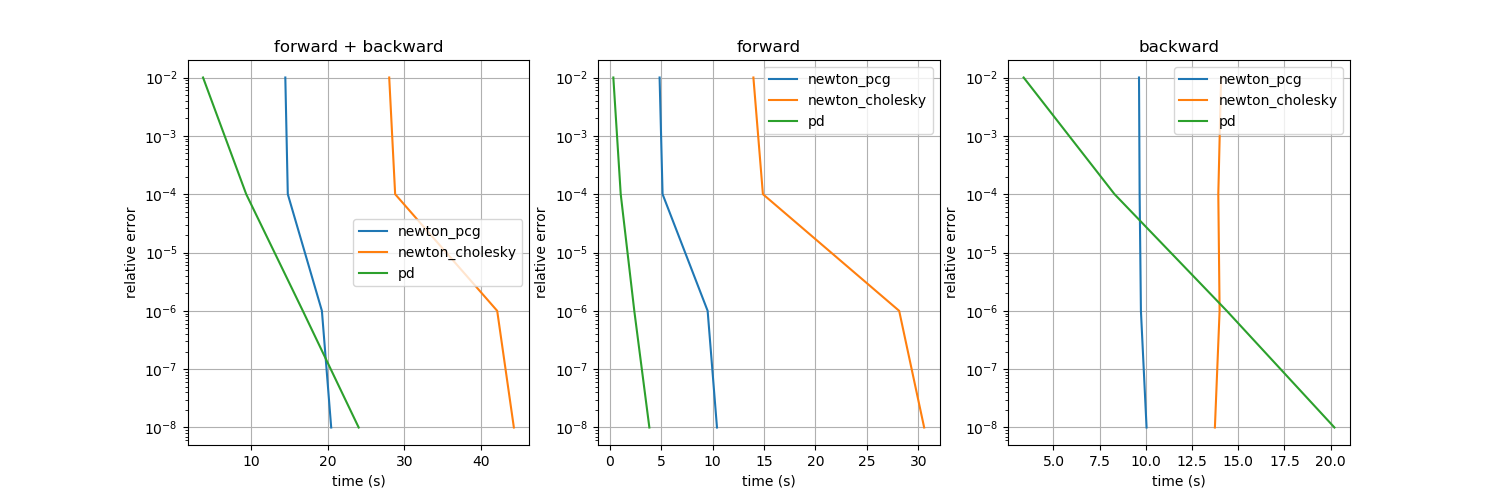 forward + backward
10⁻²
10⁻³
10⁻⁴
10⁻⁵
10⁻⁶
10⁻⁷
10⁻⁸
relative error
newton_pcg
newton_cholesky
pd
10 20 30 40
time (s)
forward
10⁻²
10⁻³
10⁻⁴
10⁻⁵
10⁻⁶
10⁻⁷
10⁻⁸
relative error
newton_pcg
newton_cholesky
pd
0 5 10 15 20 25 30
time (s)
backward
10⁻²
10⁻³
10⁻⁴
10⁻⁵
10⁻⁶
10⁻⁷
10⁻⁸
relative error
newton_pcg
newton_cholesky
pd
5.0 7.5 10.0 12.5 15.0 17.5 20.0
time (s)